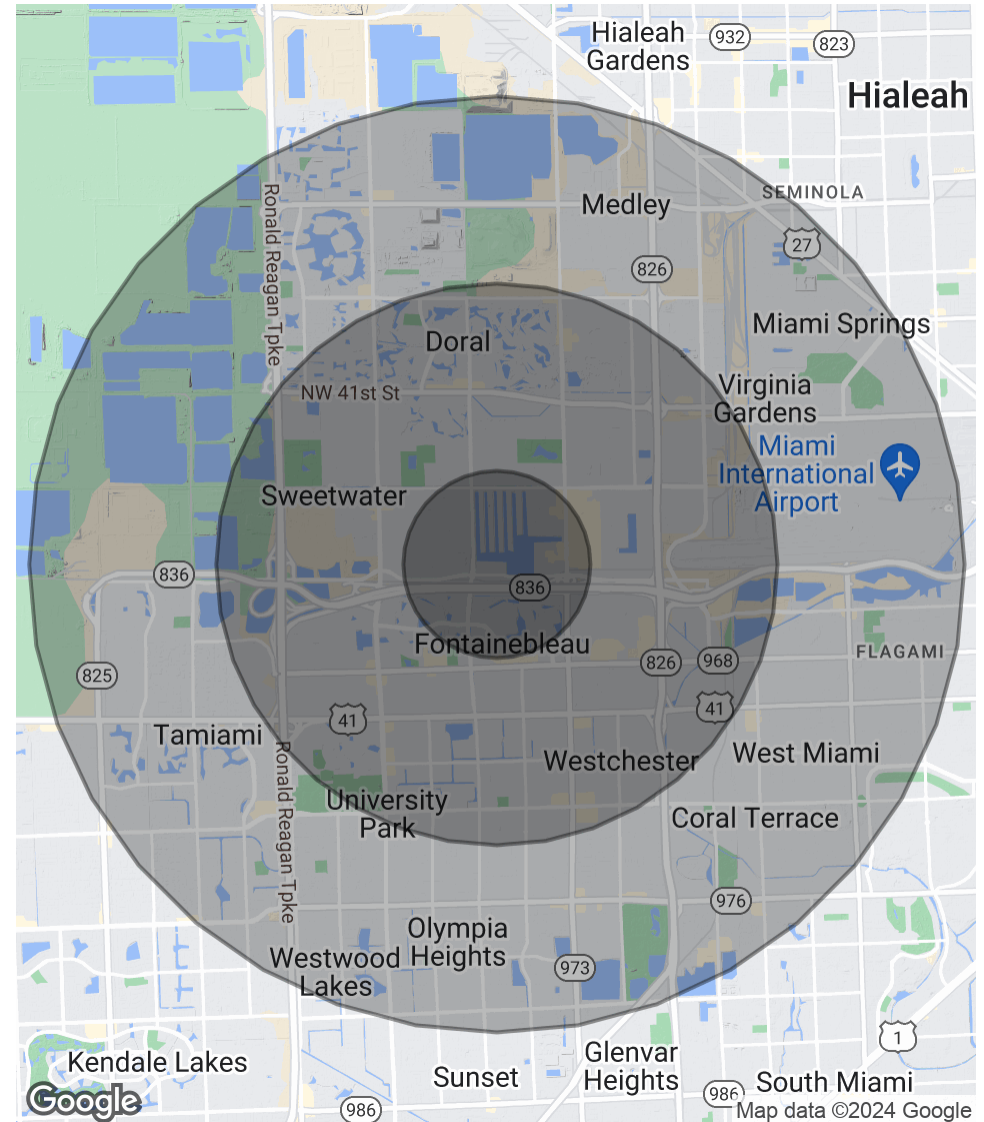 Hialeah
Gardens
932
823
Hialeah
SEMINOLA
Medley
27
826
Ronald Reagan Tpke
Miami Springs
Doral
NW 41st St
Virginia
Gardens
Miami
International
Airport
Sweetwater
836
836
Fontainebleau
826
968
FLAGAMI
825
41
41
Tamiami
Westchester
West Miami
Ronald Reagan Tpke
University
Park
Coral Terrace
976
Olympia
Heights
Westwood
Lakes
973
1
Kendale Lakes
Glenvar
Heights
Sunset
South Miami
986
986
Google
Map data ©2024 Google